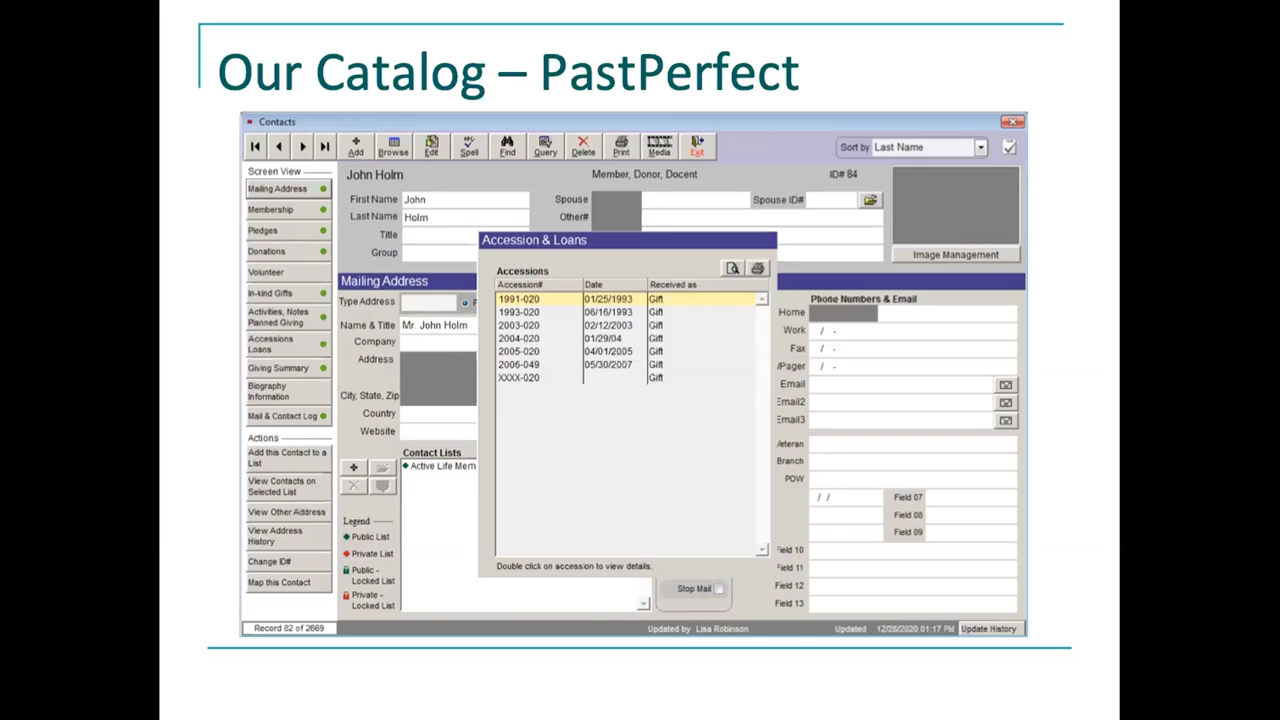 Our Catalog – PastPerfect
Contacts
Add Browse Edit Spell Find Query Delete Print Media Exit
Sort by Last Name
Screen View
Mailing Address
Membership
Pledges
Donations
Volunteer
In-kind Gifts
Activities, Notes
Planned Giving
Accessions
Loans
Giving Summary
Biography
Information
Mail & Contact Log
Actions
Add this Contact to a
List
View Contacts on
Selected List
View Other Address
View Address
History
Change ID#
Map this Contact
Record 82 of 2669
John Holm Member, Donor, Docent ID# 84
First Name John Spouse Spouse ID#
Last Name Holm Other#
Title
Group
Image Management
Mailing Address
Type Address
Name & Title Mr. John Holm
Company
Address
City, State, Zip
Country
Website
Contact Lists
Active Life Mem
Legend
Public List
Private List
Public -
Locked List
Private -
Locked List
Accession & Loans
Accessions
Accession# Date Received as
1991-020 01/25/1993 Gift
1993-020 06/16/1993 Gift
2003-020 02/12/2003 Gift
2004-020 01/29/04 Gift
2005-020 04/01/2005 Gift
2006-049 05/30/2007 Gift
XXXX-020 Gift
Double click on accession to view details.
Stop Mail
Phone Numbers & Email
Home
Work / -
Fax / -
/Pager / -
Email
Email2
Email3
Veteran
Branch
POW
/ / Field 07
Field 08
Field 09
Field 10
Field 11
Field 12
Field 13
Updated by Lisa Robinson Updated 12/28/2020 01:17 PM Update History